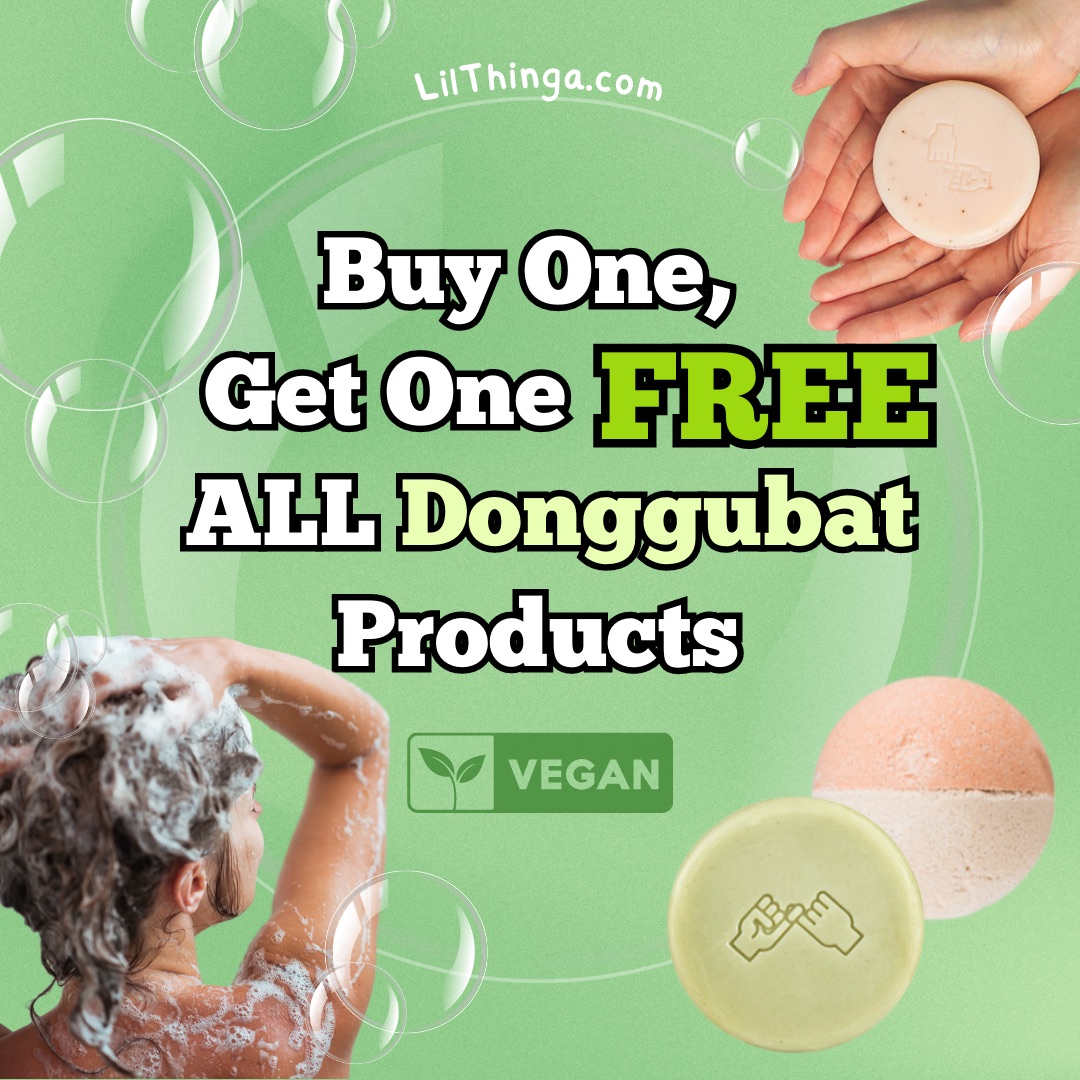 LilThinga.com
Buy One,
Get One FREE
ALL Donggubat
Products
VEGAN